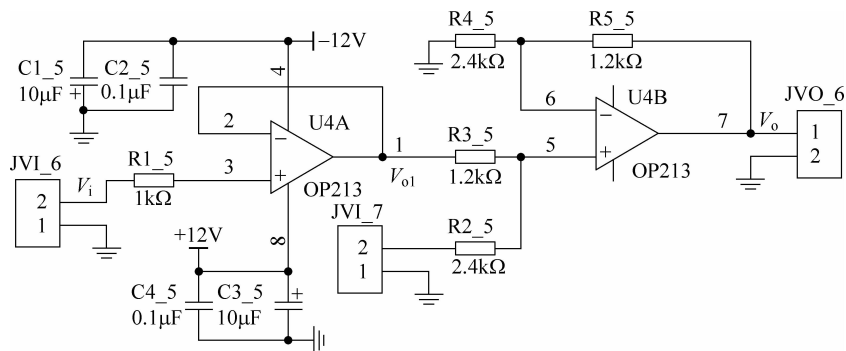 R4_5
R5_5
−12V
C1_5
C2_5
2.4kΩ
1.2kΩ
10μF
+
0.1μF
4
6
U4B
JVO_6
2
U4A
−
7
Vo
1
−
1
R3_5
5
+
2
JVI_6
R1_5
3
+
OP213
Vo1
1.2kΩ
OP213
Vi
2
1kΩ
JVI_7
1
+12V
8
R2_5
2
1
2.4kΩ
C4_5
C3_5
+
0.1μF
10μF